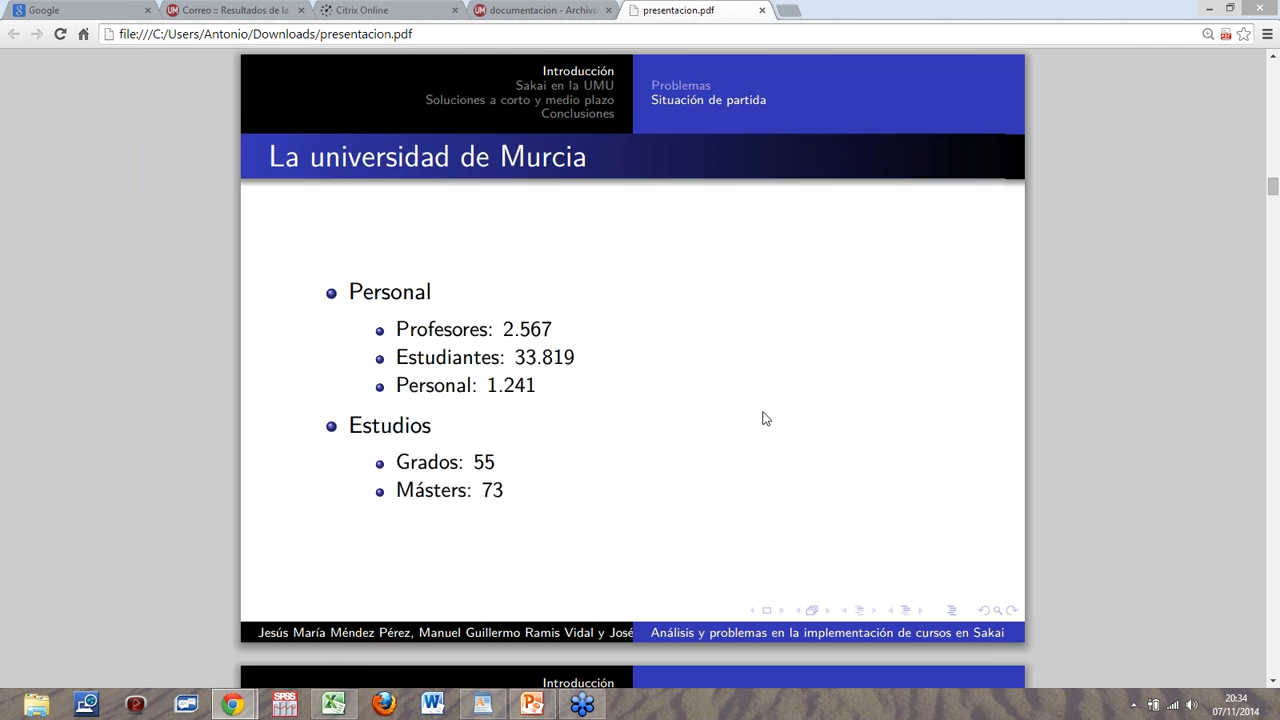 Google
Correo :: Resultados de la
Citrix Online
documentacion - Archivo
presentacion.pdf
file:///C:/Users/Antonio/Downloads/presentacion.pdf
Introducción
Sakai en la UMU
Soluciones a corto y medio plazo
Conclusiones
Problemas
Situación de partida
La universidad de Murcia
Personal
Profesores: 2.567
Estudiantes: 33.819
Personal: 1.241
Estudios
Grados: 55
Másters: 73
Jesús María Méndez Pérez, Manuel Guillermo Ramis Vidal y José
Análisis y problemas en la implementación de cursos en Sakai
Introducción
SPSS
20:34
07/11/2014